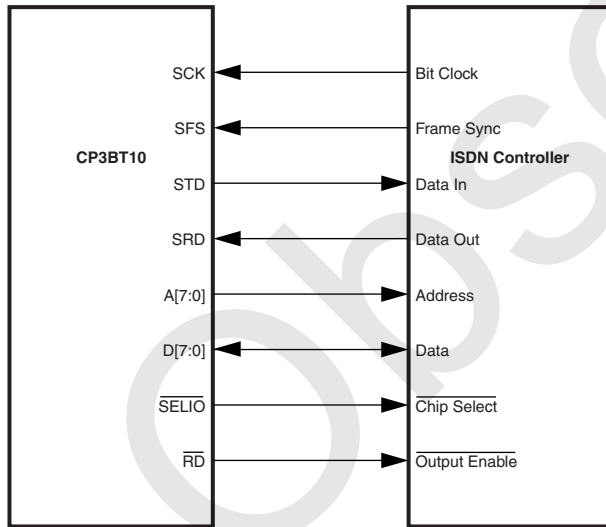 SCK Bit Clock
SFS Frame Sync
CP3BT10 ISDN Controller
STD Data In
SRD Data Out
A[7:0] Address
D[7:0] Data
SELIO Chip Select
RD Output Enable
Obso